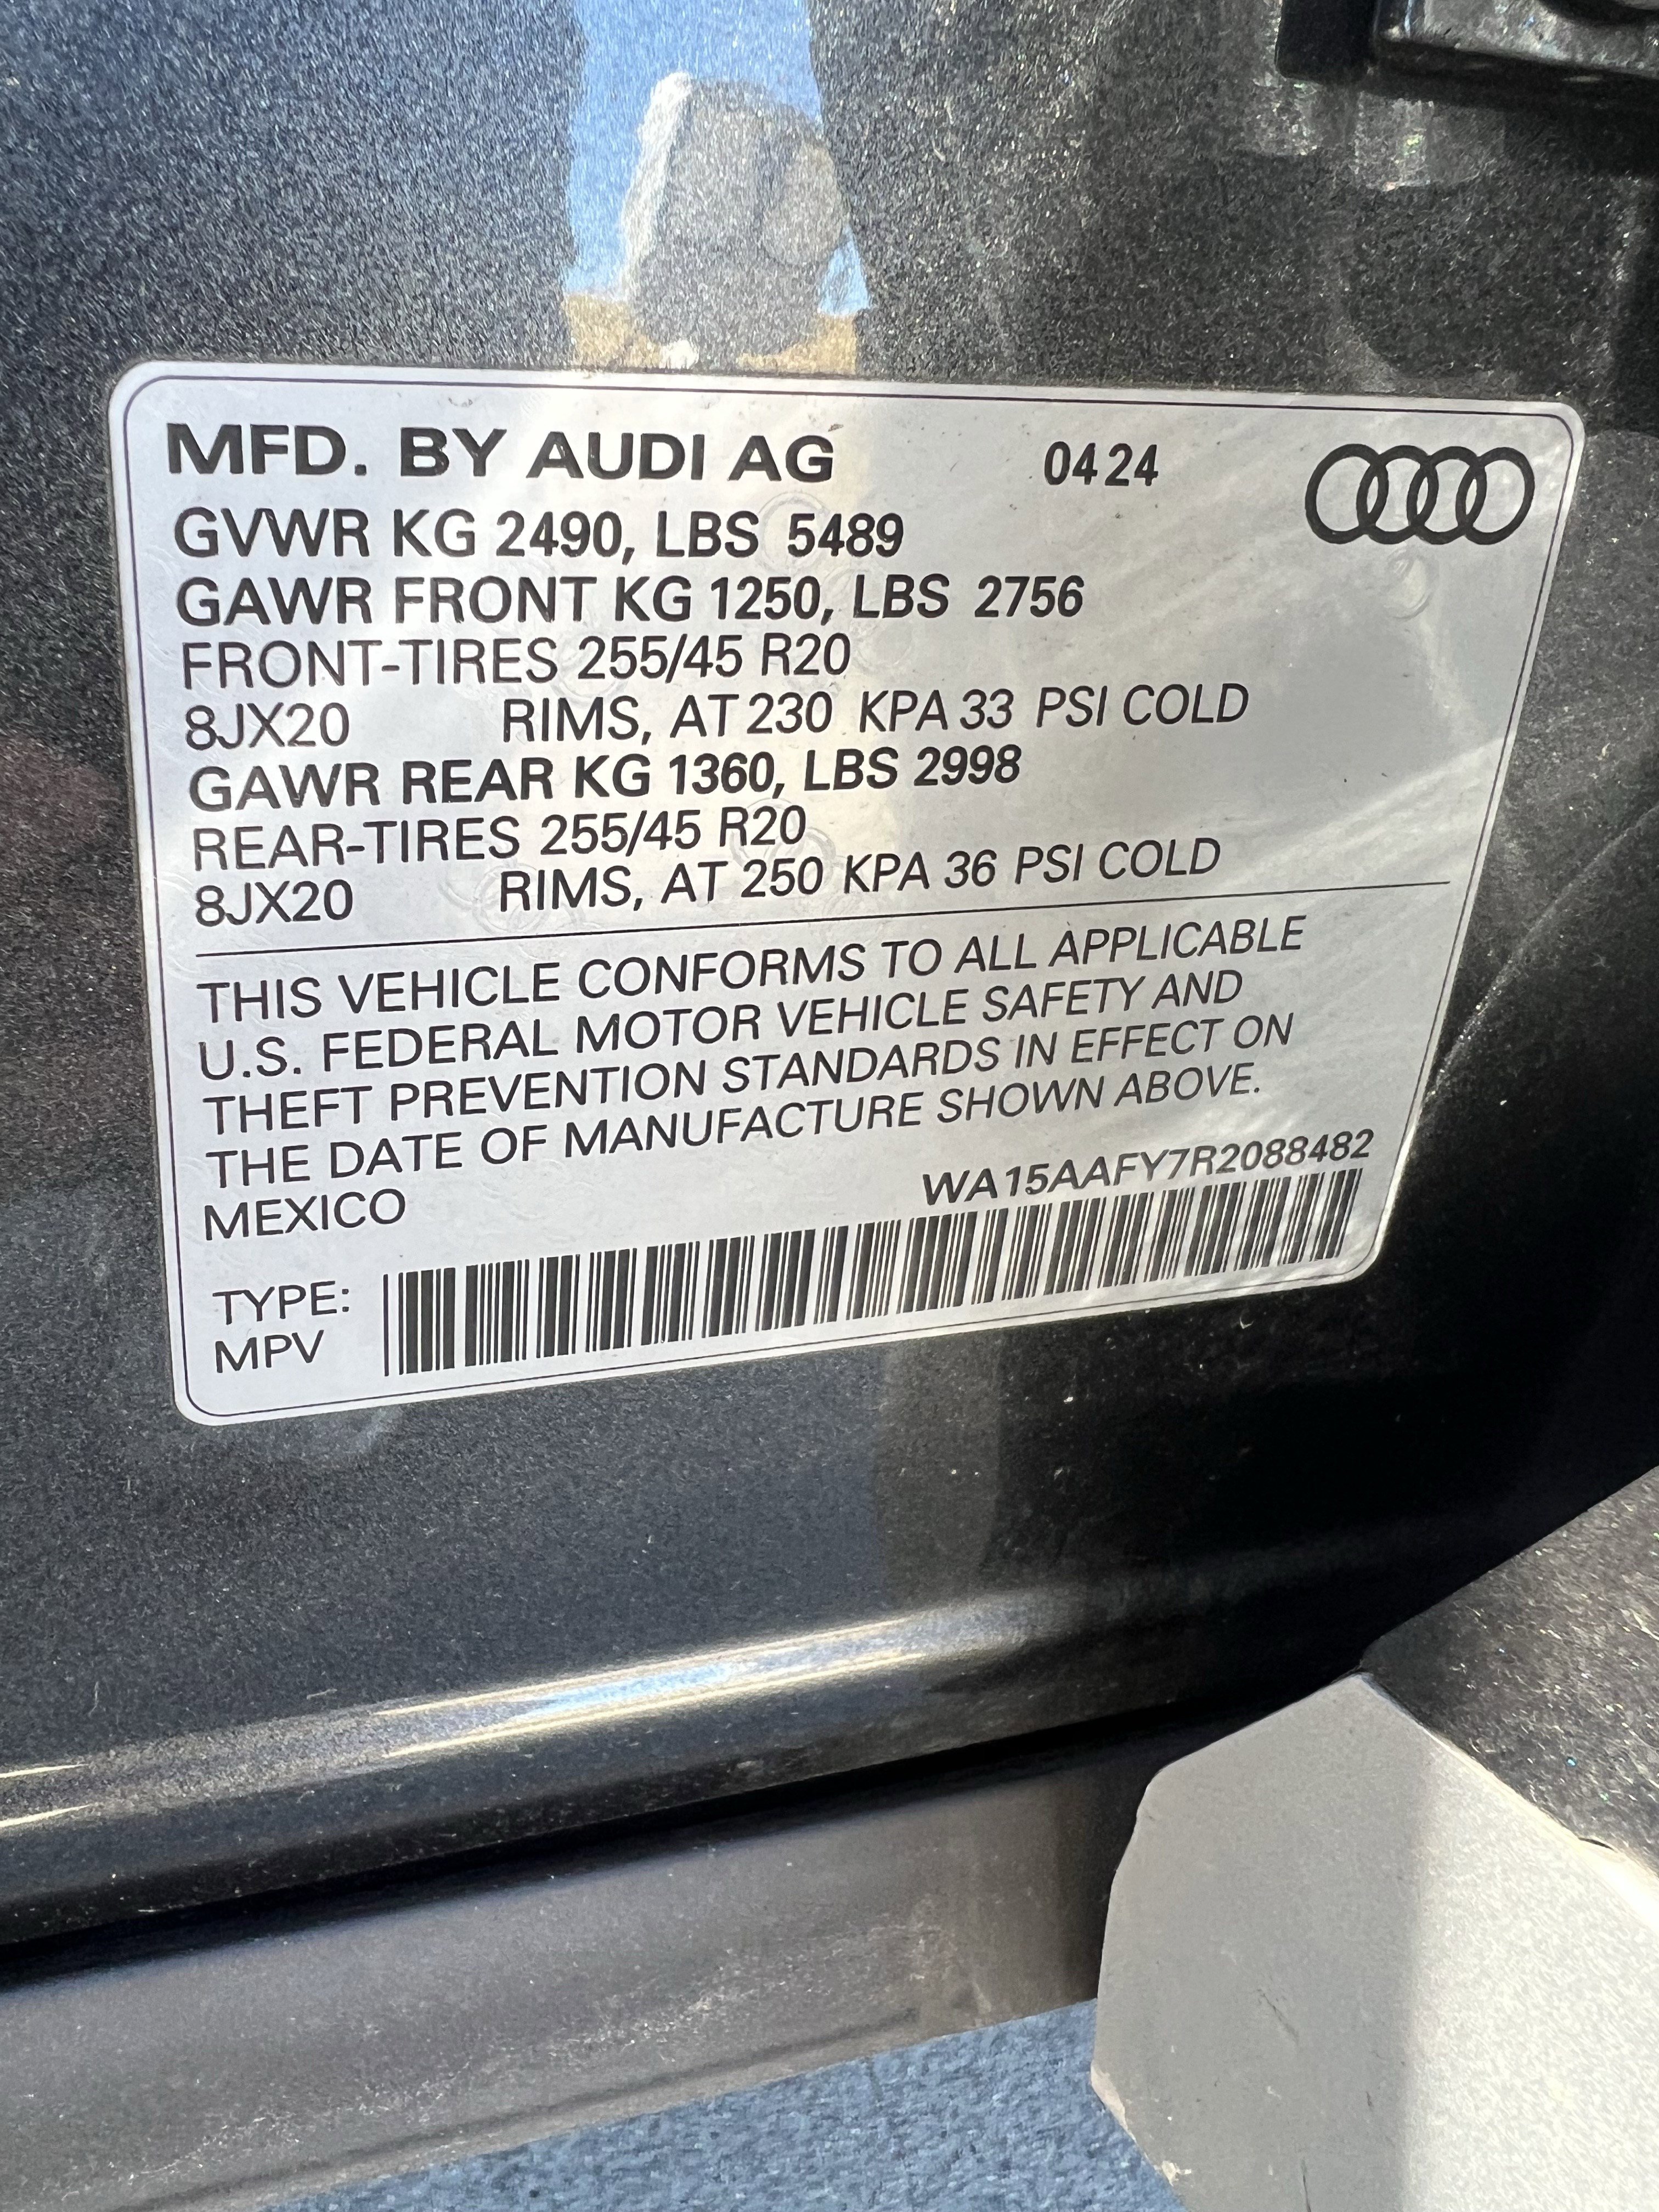 MFD. BY AUDI AG 0424
GVWR KG 2490, LBS 5489
GAWR FRONT KG 1250, LBS 2756
FRONT-TIRES 255/45 R20
8JX20 RIMS, AT 230 KPA 33 PSI COLD
GAWR REAR KG 1360, LBS 2998
REAR-TIRES 255/45 R20
8JX20 RIMS, AT 250 KPA 36 PSI COLD
THIS VEHICLE CONFORMS TO ALL APPLICABLE
U.S. FEDERAL MOTOR VEHICLE SAFETY AND
THEFT PREVENTION STANDARDS IN EFFECT ON
THE DATE OF MANUFACTURE SHOWN ABOVE.
MEXICO WA15AAFY7R2088482
TYPE:
MPV